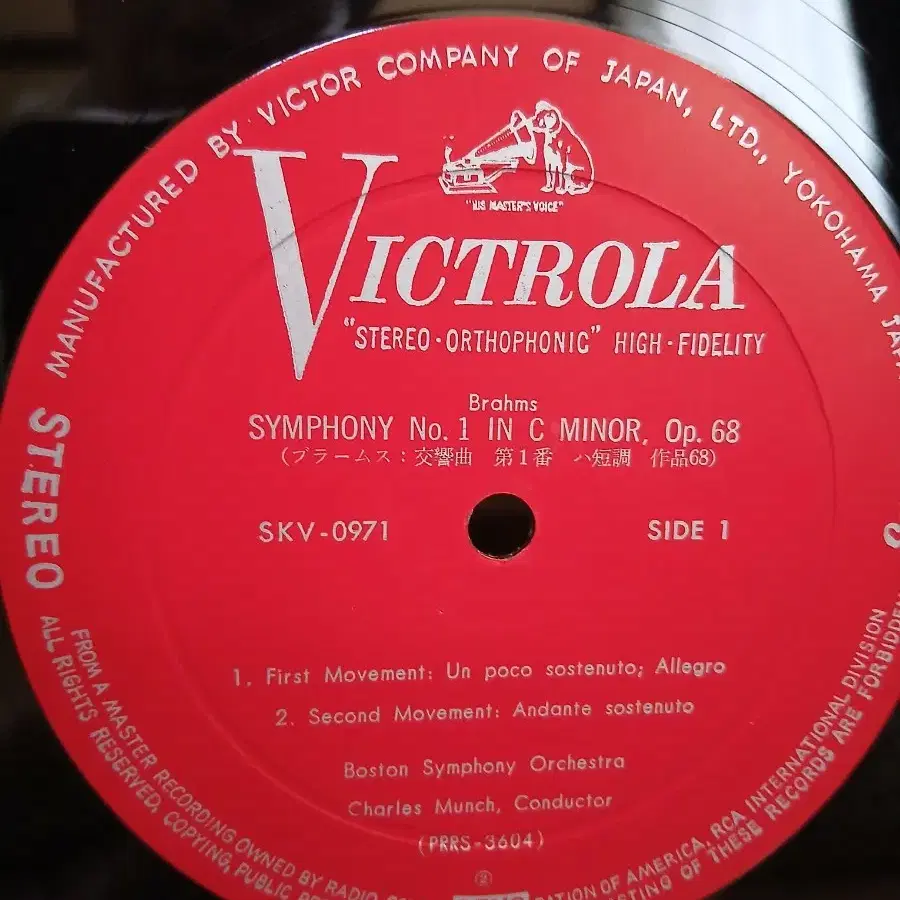 MANUFACTURED BY VICTOR COMPANY OF JAPAN, LTD., YOKOHAMA
"HIS MASTER'S VOICE"
VICTROLA
"STEREO-ORTHOPHONIC" HIGH-FIDELITY
STEREO
Brahms
SYMPHONY No. 1 IN C MINOR, Op. 68
(ブラームス：交響曲 第1番 ハ短調 作品68)
SKV-0971
SIDE 1
1. First Movement: Un poco sostenuto; Allegro
2. Second Movement: Andante sostenuto
Boston Symphony Orchestra
Charles Munch, Conductor
(PRRS-3604)
FROM A MASTER RECORDING OWNED BY RADIO
OF AMERICA, RCA INTERNATIONAL DIVISION
ALL RIGHTS RESERVED, COPYING, PUBLIC
OF THESE RECORDS ARE FORBIDDEN